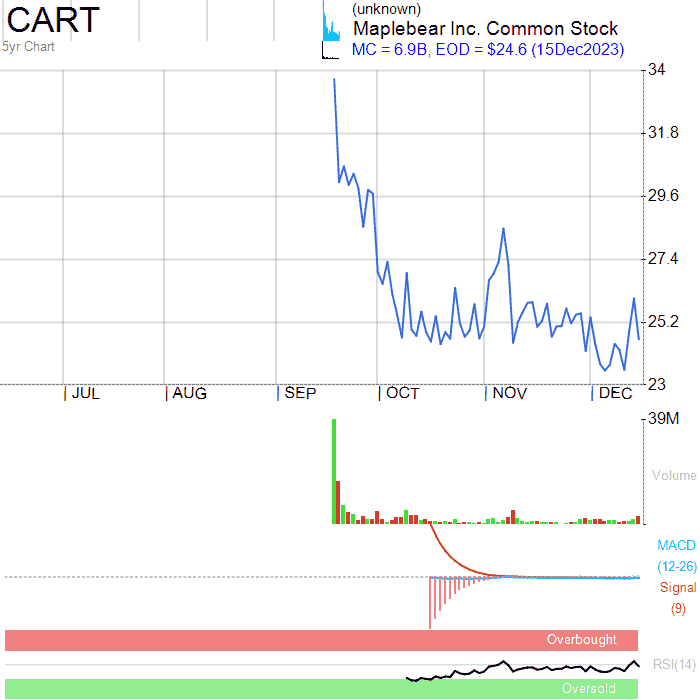 CART
5yr Chart
(unknown)
Maplebear Inc. Common Stock
MC = 6.9B, EOD = $24.6 (15Dec2023)
34
31.8
29.6
27.4
25.2
23
JUL AUG SEP OCT NOV DEC
39M
Volume
MACD
(12-26)
Signal
(9)
Overbought
RSI(14)
Oversold